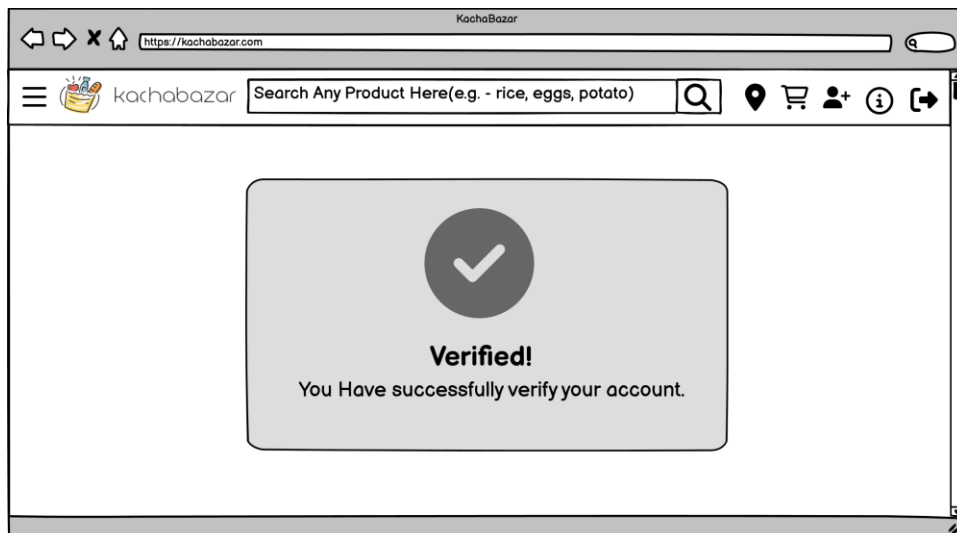 KachaBazar
https://kachabazar.com
kachabazar
Search Any Product Here(e.g. - rice, eggs, potato)
Verified!
You Have successfully verify your account.